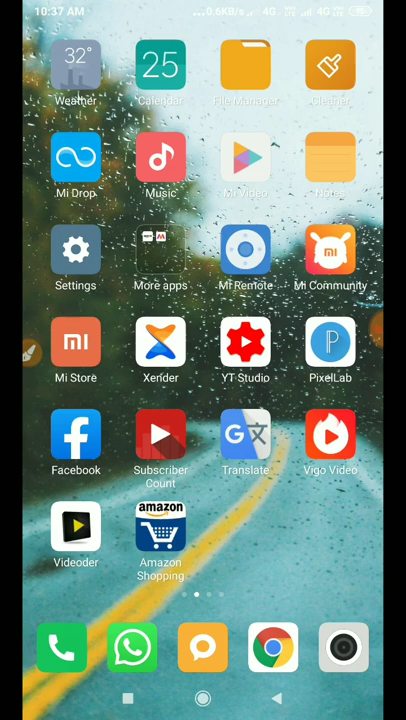 10:37 AM
...0.6KB/s 4G 4G
32°
25
Weather
Calendar
File Manager
Cleaner
Mi Drop
Music
Mi Video
Notes
Settings
More apps
Mi Remote
Mi Community
mi
Mi Store
Xender
YT Studio
P
PixelLab
f
G
Facebook
Subscriber
Count
Translate
Vigo Video
amazon
Videoder
Amazon
Shopping